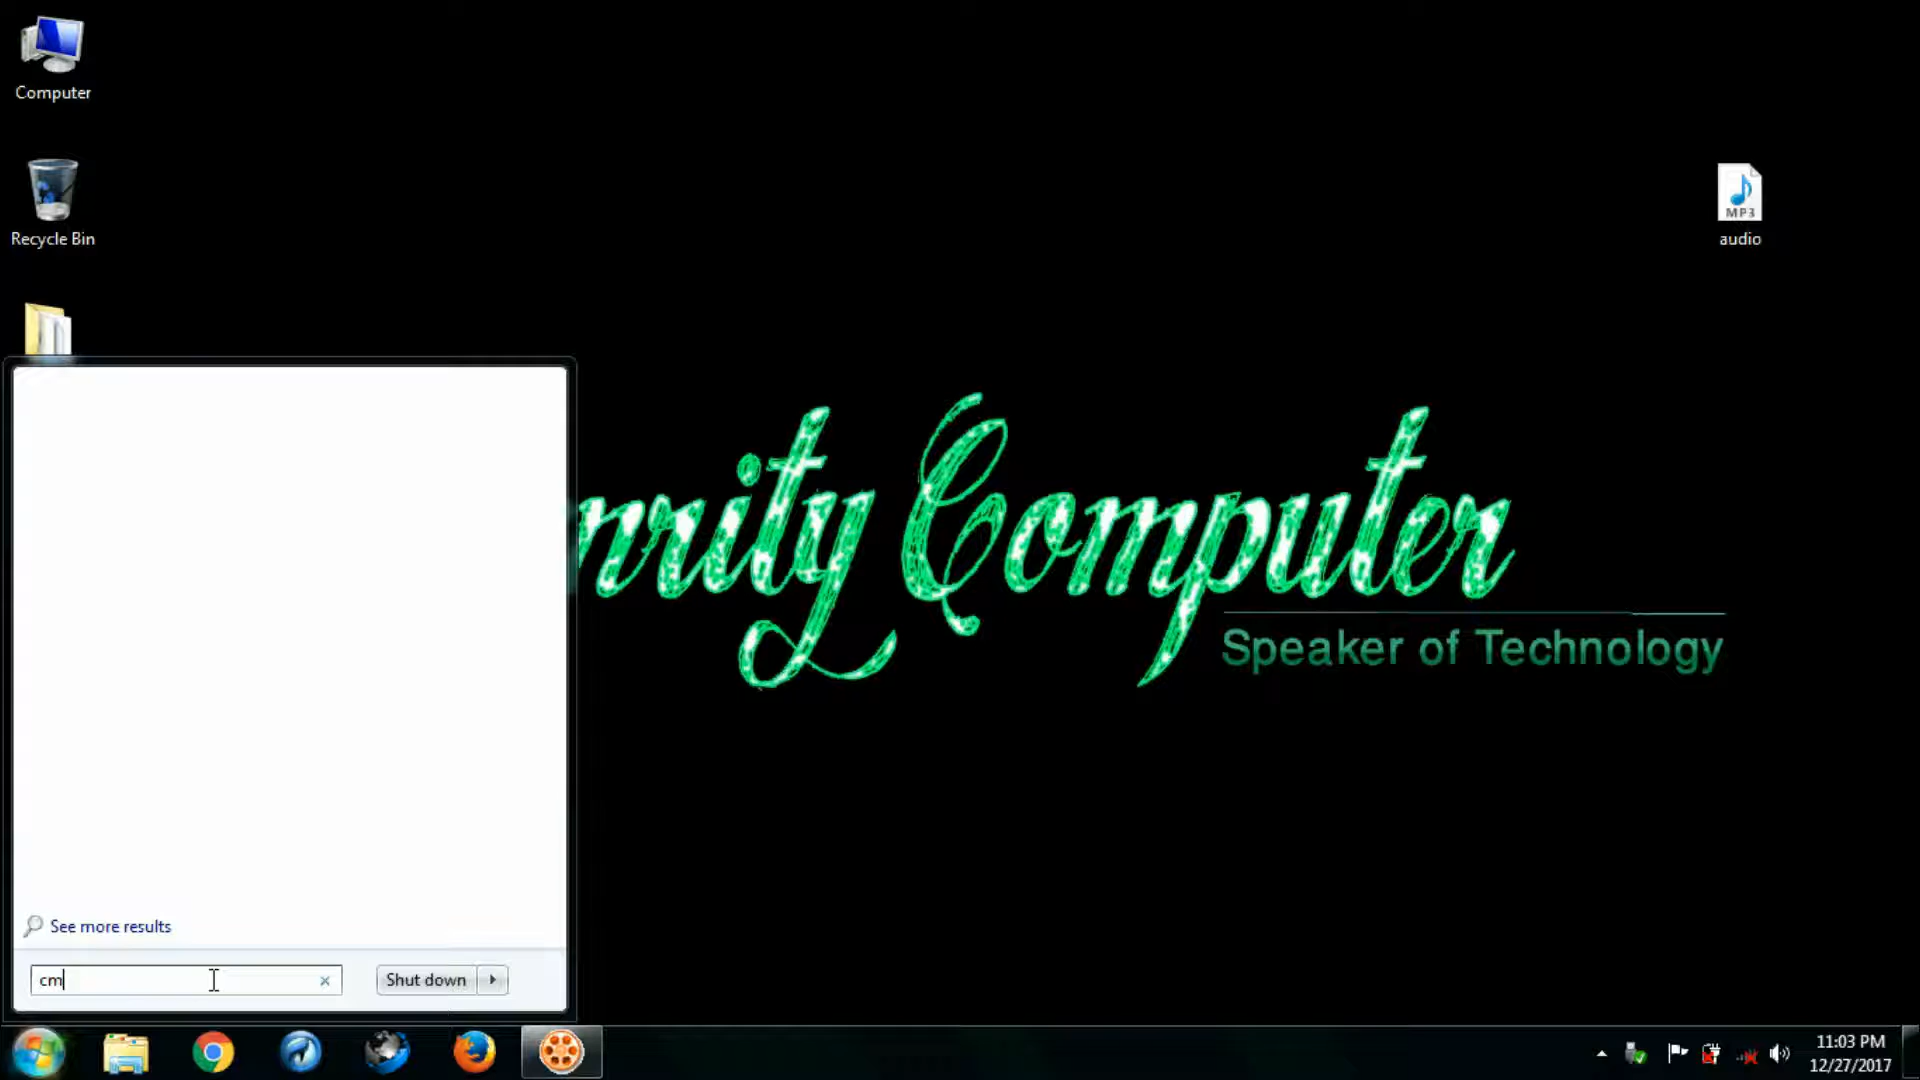 Computer
Recycle Bin
MP3
audio
Computer
Speaker of Technology
See more results
cm
Shut down
11:03 PM
12/27/2017